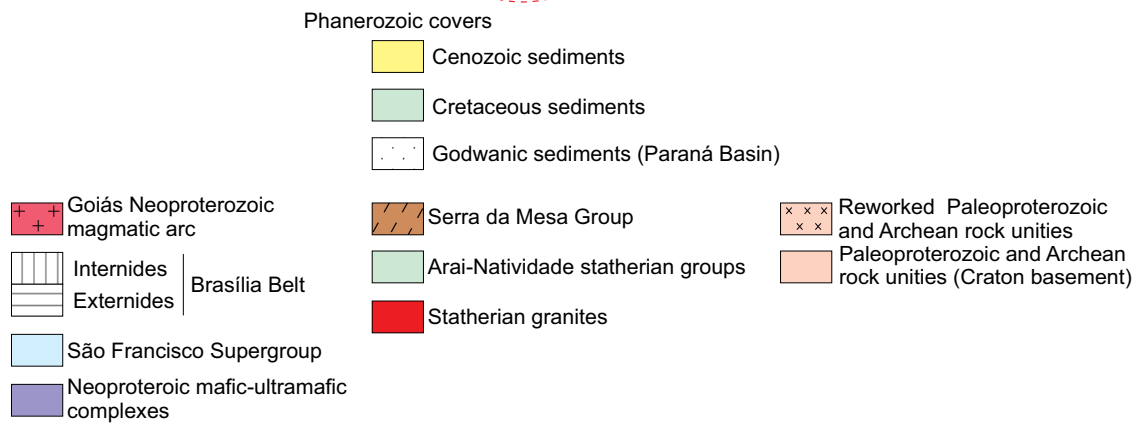 Phanerozoic covers
Cenozoic sediments
Cretaceous sediments
Godwanic sediments (Paraná Basin)
Goiás Neoproterozoic
magmatic arc
Internides
Externides
Brasília Belt
São Francisco Supergroup
Neoproteroic mafic-ultramafic
complexes
Serra da Mesa Group
Arai-Natividade statherian groups
Statherian granites
Reworked Paleoproterozoic
and Archean rock unities
Paleoproterozoic and Archean
rock unities (Craton basement)